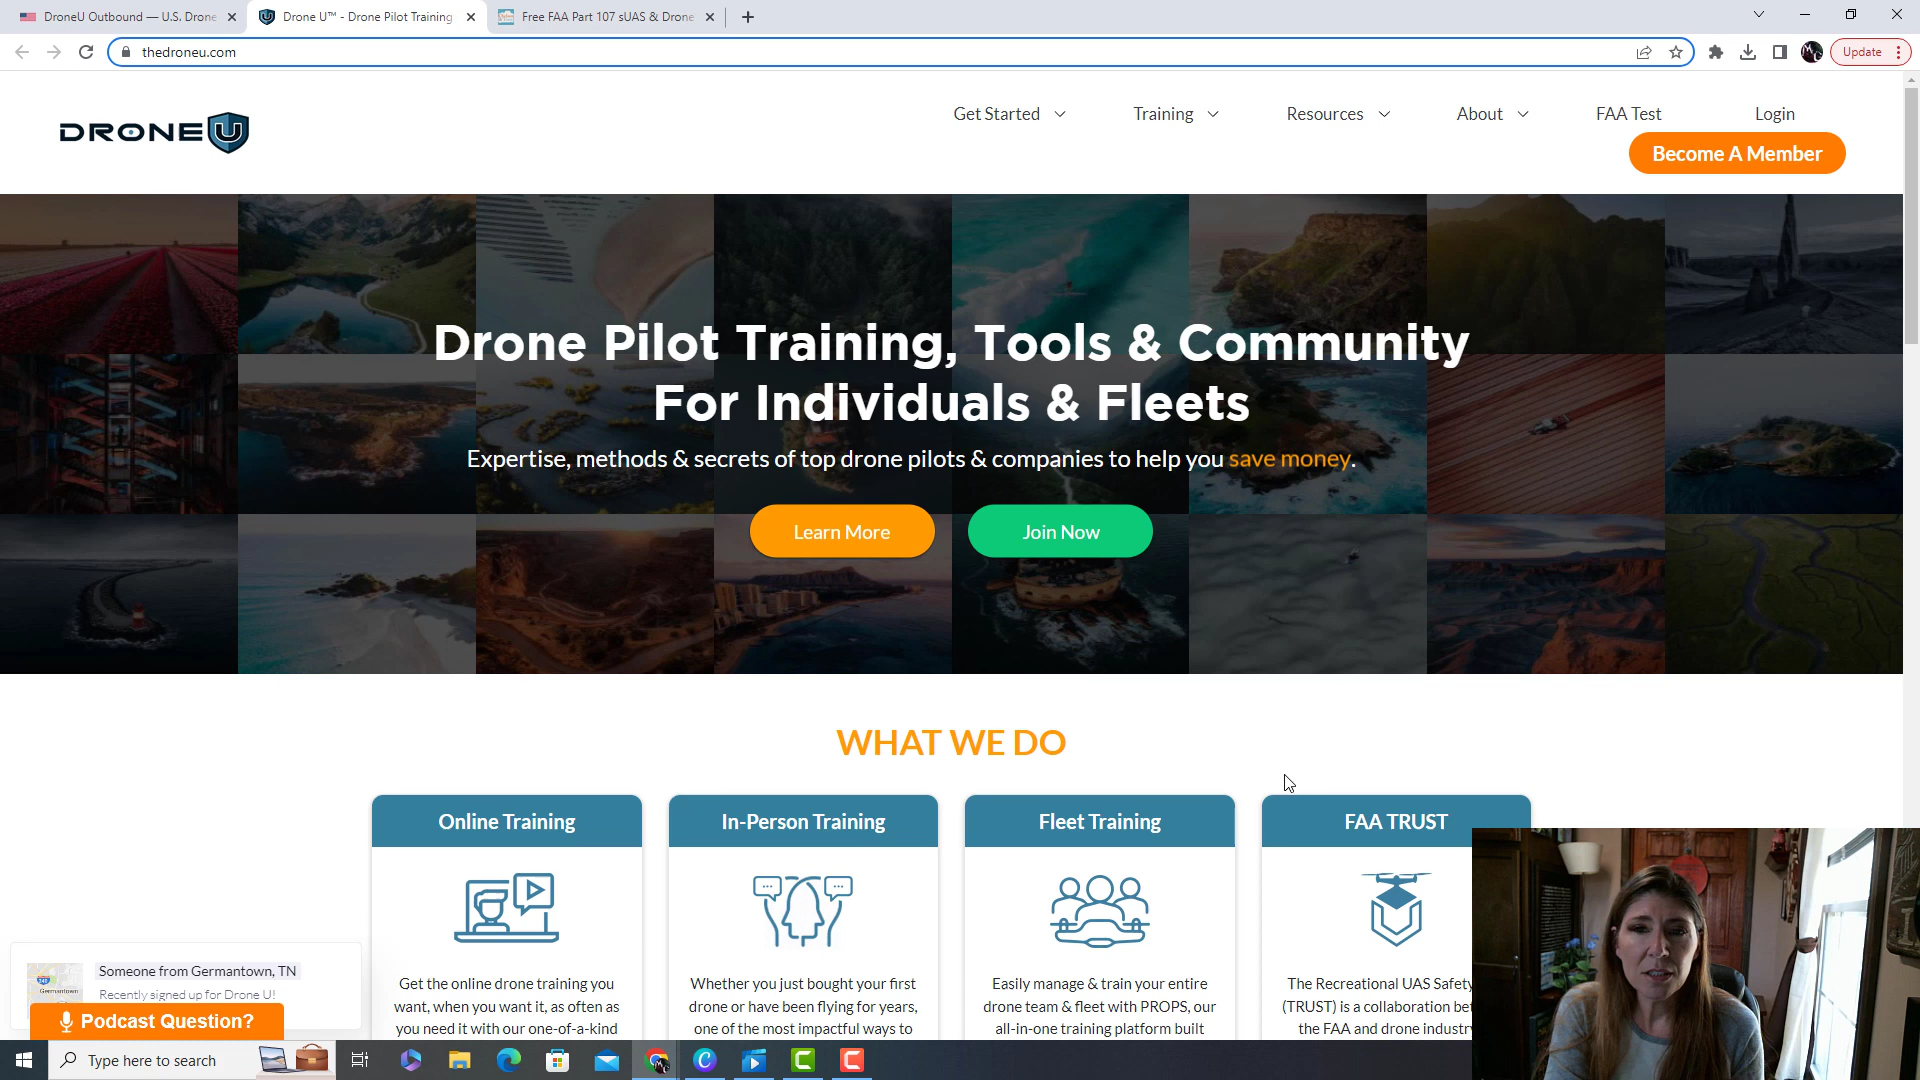 DroneU Outbound — U.S. Drone
Drone U™ - Drone Pilot Training
Free FAA Part 107 sUAS & Drone
thedroneu.com
Update
DRONE U
Get Started
Training
Resources
About
FAA Test
Login
Become A Member
Drone Pilot Training, Tools & Community
For Individuals & Fleets
Expertise, methods & secrets of top drone pilots & companies to help you save money.
Learn More
Join Now
WHAT WE DO
Online Training
Get the online drone training you
want, when you want it, as often as
you need it with our one-of-a-kind
In-Person Training
Whether you just bought your first
drone or have been flying for years,
one of the most impactful ways to
Fleet Training
Easily manage & train your entire
drone team & fleet with PROPS, our
all-in-one training platform built
FAA TRUST
The Recreational UAS Safety
(TRUST) is a collaboration be
the FAA and drone industry
Germantown
Someone from Germantown, TN
Recently signed up for Drone U!
Podcast Question?
Type here to search